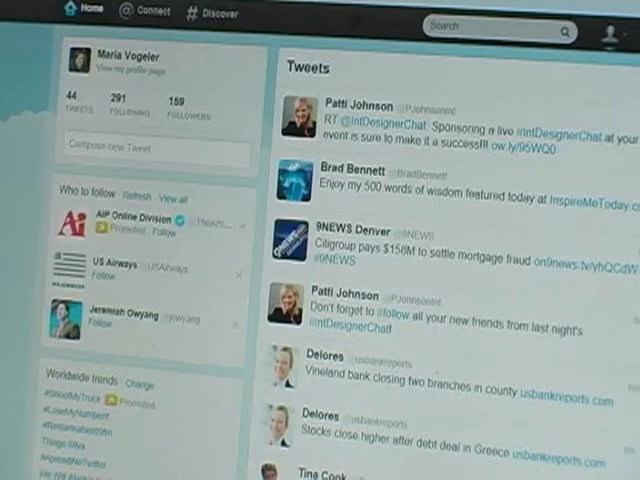 Home @ Connect # Discover
Search
Maria Vogeler
View my profile page
44 291 159
TWEETS FOLLOWING FOLLOWERS
Compose new Tweet
Who to follow · Refresh · View all
AiP Online Division @TheArti...
Promoted · Follow
US Airways @USAirways
Follow
Jeremiah Owyang @jowyang
Follow
Worldwide trends · Change
#ShootMyTruck Promoted
Thiago Silva
#AprendiNoTwitter
Tweets
Patti Johnson @PJohnsonInt
RT @IntDesignerChat: Sponsoring a live #IntDesignerChat at your
event is sure to make it a success!!! ow.ly/95WQ0
Brad Bennett @BradBennett
Enjoy my 500 words of wisdom featured today at InspireMeToday.co
9NEWS Denver @9NEWS
Citigroup pays $158M to settle mortgage fraud on9news.tv/yhQCdW
#9NEWS
Patti Johnson @PJohnsonInt
Don't forget to #follow all your new friends from last night's
#IntDesignerChat!
Delores @usbankreports
Vineland bank closing two branches in county usbankreports.com
Delores @usbankreports
Stocks close higher after debt deal in Greece usbankreports.com
Tina Cook